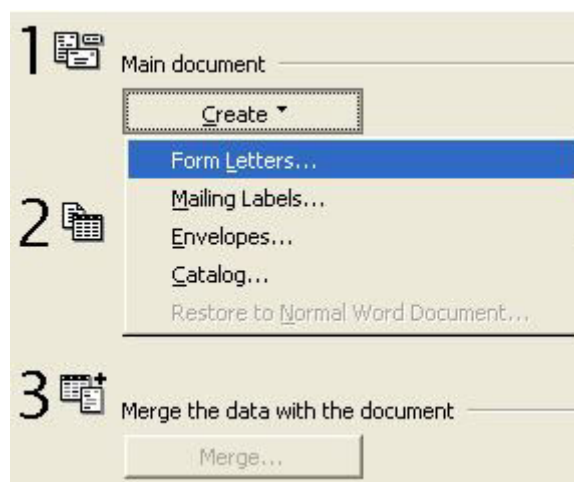 1
Main document
Create
Form Letters...
Mailing Labels...
2
Envelopes...
Catalog...
Restore to Normal Word Document...
3
Merge the data with the document
Merge...